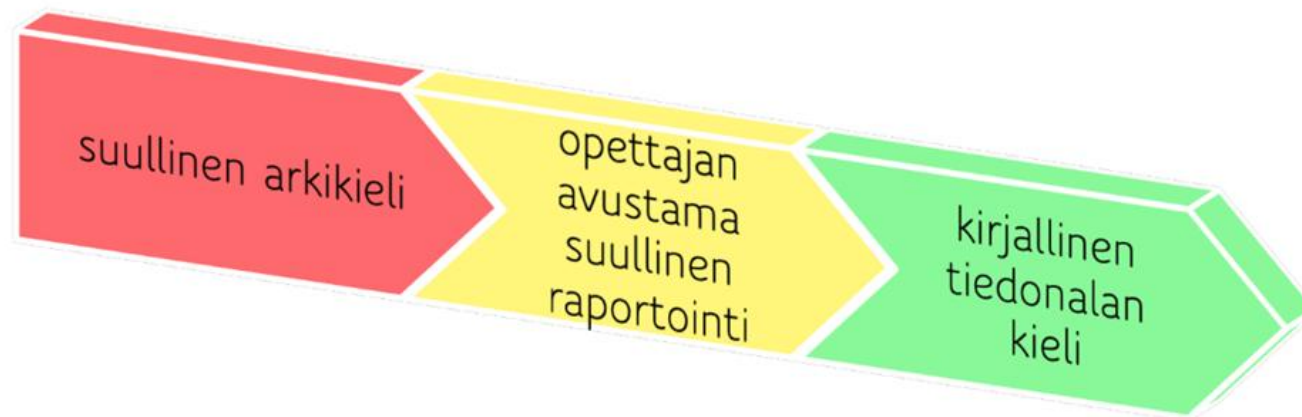 suullinen arkikieli
opettajan
avustama
suullinen
raportointi
kirjallinen
tiedonalan
kieli